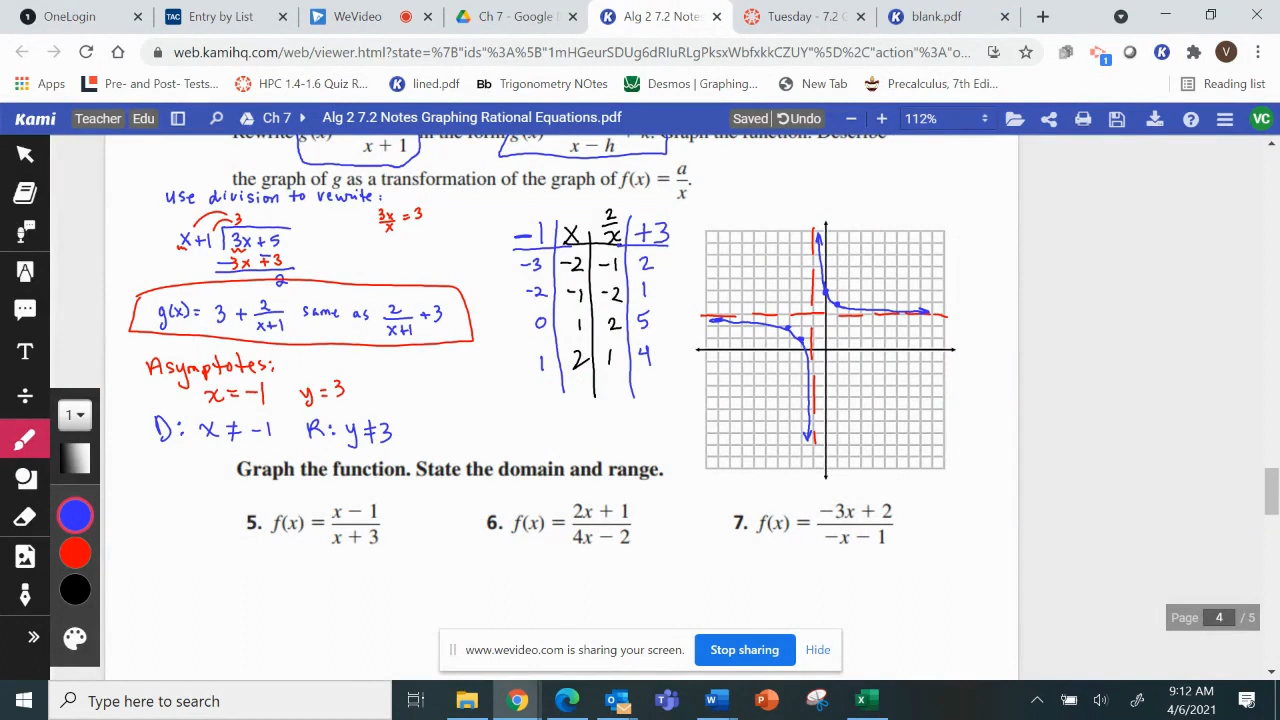 OneLogin
Entry by List
WeVideo
Ch 7 - Google D
Alg 2 7.2 Notes
Tuesday - 7.2 C
blank.pdf
V
web.kamihq.com/web/viewer.html?state=%7B"ids"%3A%5B"1mHGeurSDUg6dRIuRLgPksxWbfxkkCZUY"%5D%2C"action"%3A"o...
1
Apps
Pre- and Post- Tests...
HPC 1.4-1.6 Quiz R...
lined.pdf
Bb Trigonometry NOtes
Desmos | Graphing...
New Tab
Precalculus, 7th Edi...
Reading list
Kami
Teacher
Edu
Ch 7
Alg 2 7.2 Notes Graphing Rational Equations.pdf
Saved
Undo
112%
VC
x + 1
x − h
the graph of g as a transformation of the graph of f(x) = a/x.
Use division to rewrite:
3x/x = 3
3
x+1 3x + 5
−3x + 3
2
g(x) = 3 + 2/(x+1) same as 2/(x+1) + 3
Asymptotes:
x = −1 y = 3
D: x ≠ −1 R: y ≠ 3
−1 | x | 2/x | +3
−3 | −2 | −1 | 2
−2 | −1 | −2 | 1
0 | 1 | 2 | 5
1 | 2 | 1 | 4
Graph the function. State the domain and range.
5. f(x) = (x − 1)/(x + 3)
6. f(x) = (2x + 1)/(4x − 2)
7. f(x) = (−3x + 2)/(−x − 1)
1
Page 4 / 5
www.wevideo.com is sharing your screen.
Stop sharing
Hide
Type here to search
9:12 AM
4/6/2021